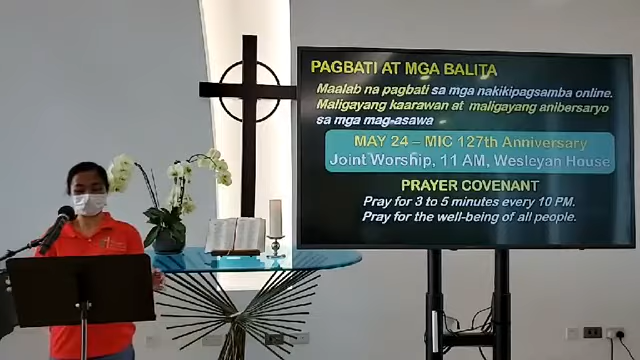 PAGBATI AT MGA BALITA
Maalab na pagbati sa mga nakikipagsamba online.
Maligayang kaarawan at maligayang anibersaryo
sa mga mag-asawa
MAY 24 – MIC 127th Anniversary
Joint Worship, 11 AM, Wesleyan House
PRAYER COVENANT
Pray for 3 to 5 minutes every 10 PM.
Pray for the well-being of all people.